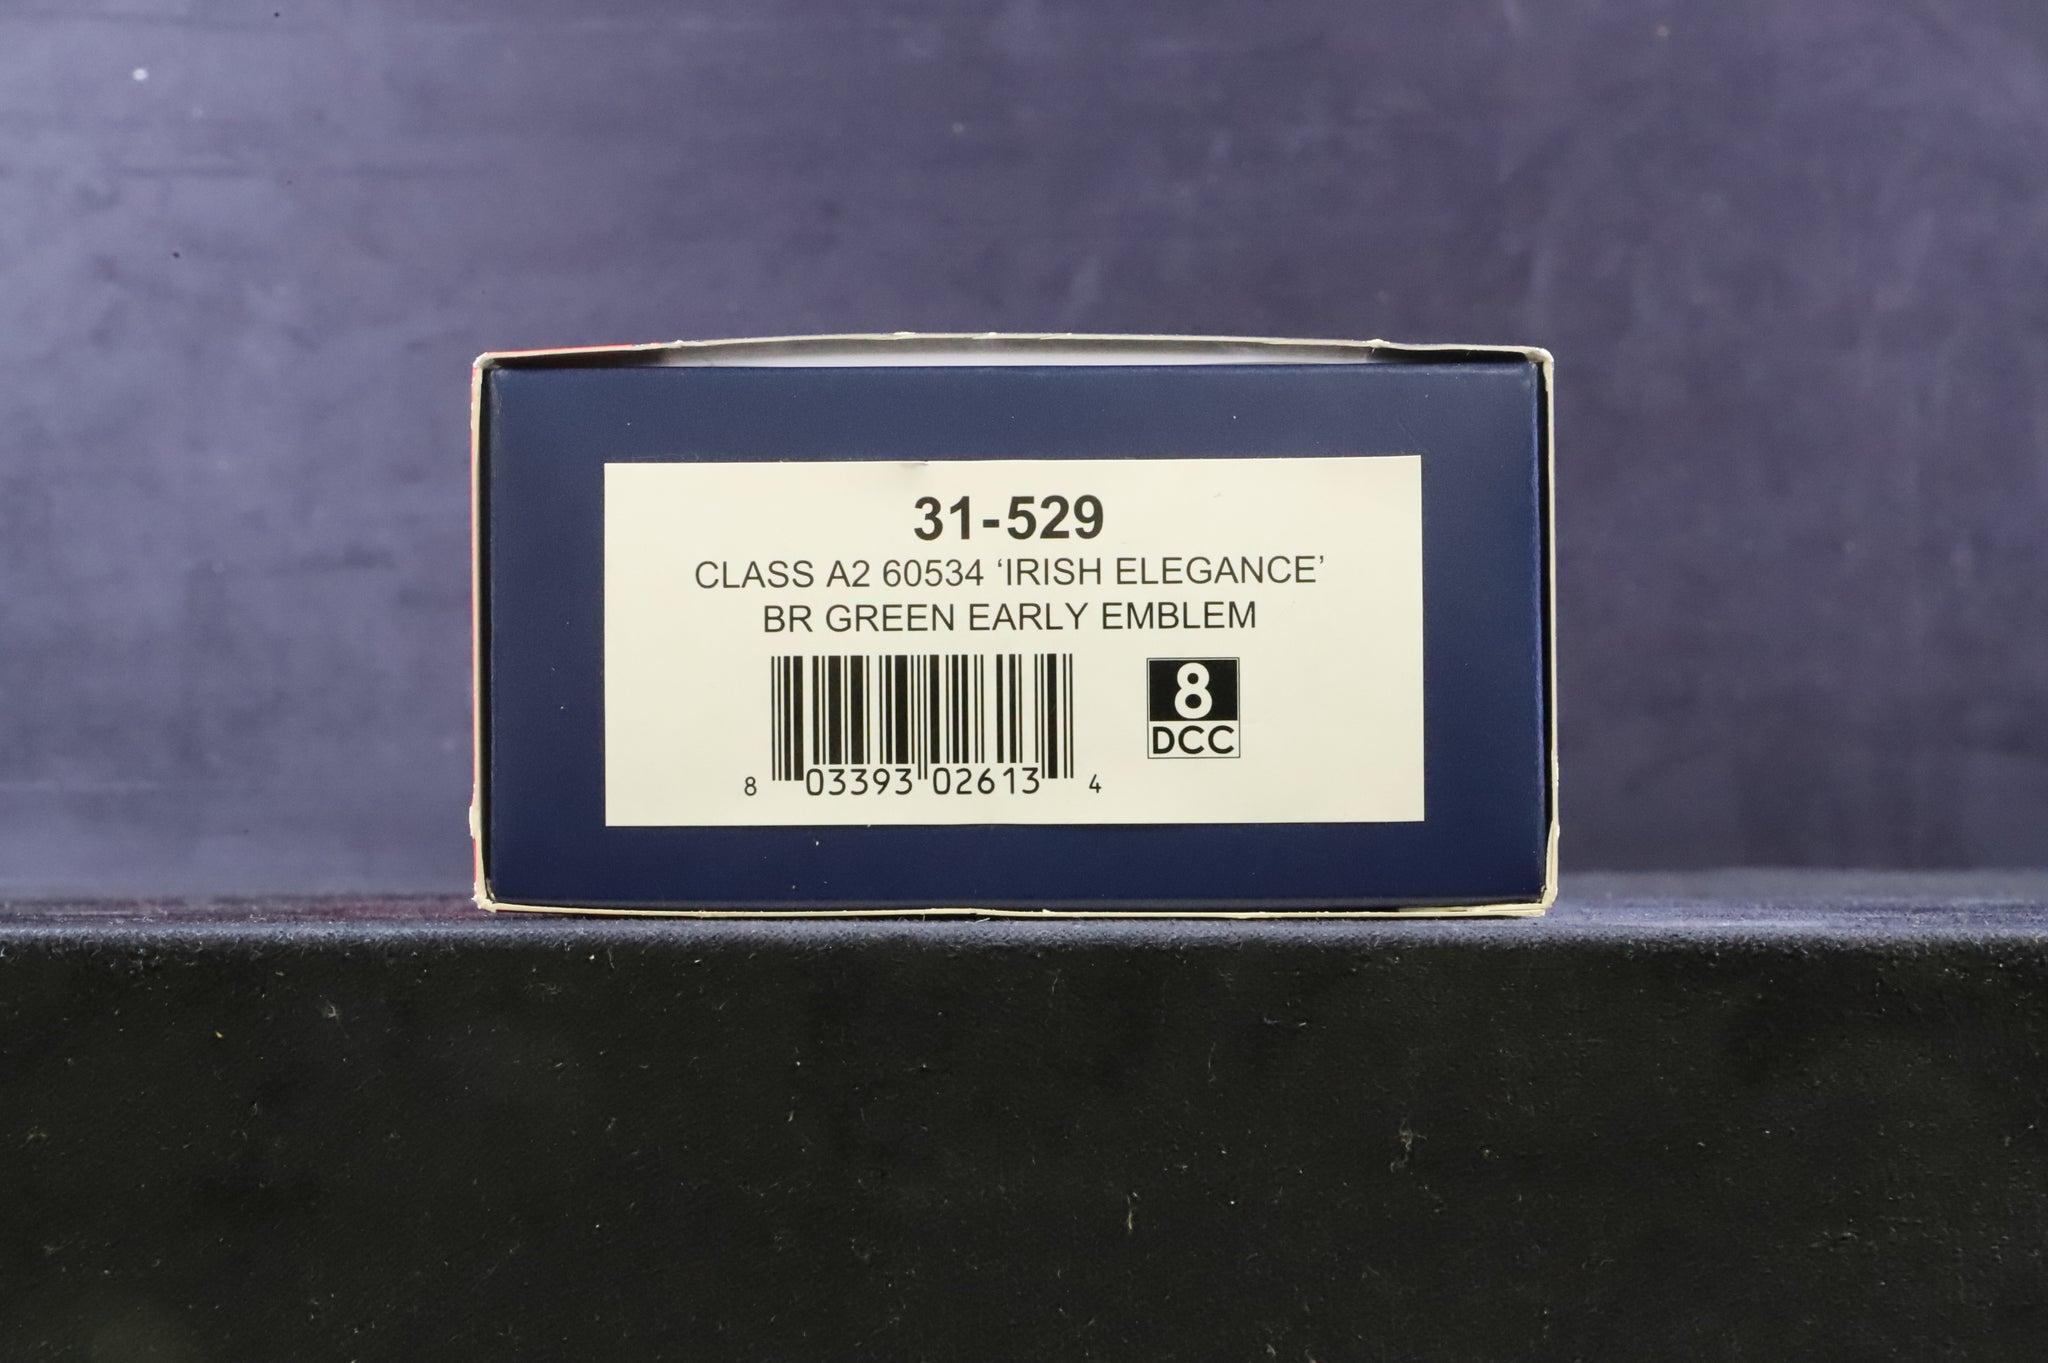 31-529
CLASS A2 60534 ‘IRISH ELEGANCE’
BR GREEN EARLY EMBLEM
8
DCC
8 03393 02613 4